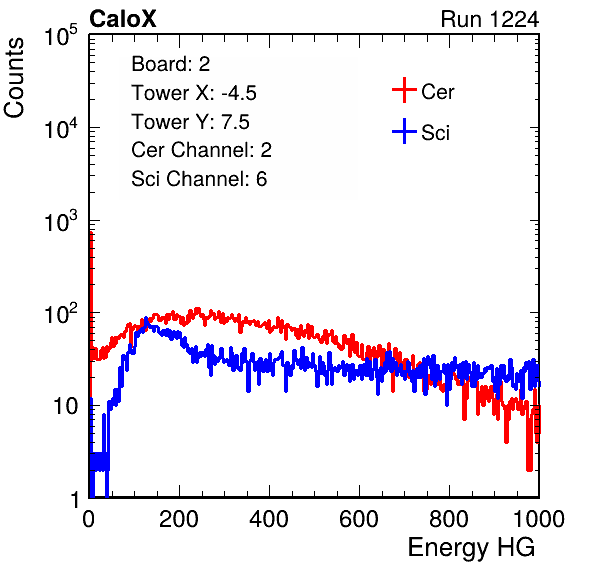 CaloX Run 1224
Counts
10^5
10^4
10^3
10^2
10
1
Board: 2
Tower X: -4.5
Tower Y: 7.5
Cer Channel: 2
Sci Channel: 6
Cer
Sci
0 200 400 600 800 1000
Energy HG